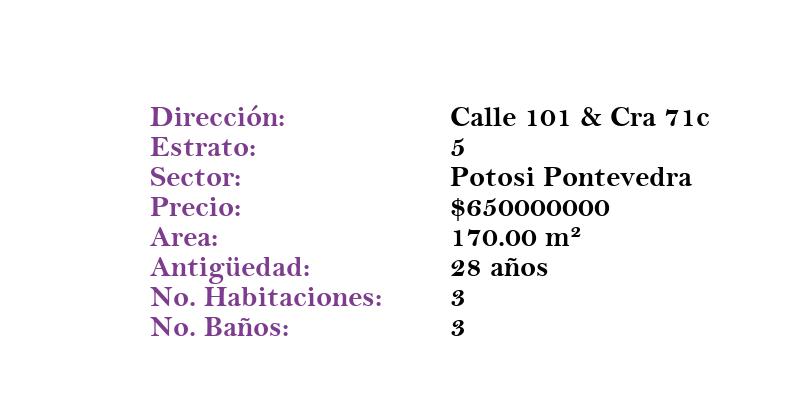 Dirección: Calle 101 & Cra 71c
Estrato: 5
Sector: Potosi Pontevedra
Precio: $650000000
Area: 170.00 m²
Antigüedad: 28 años
No. Habitaciones: 3
No. Baños: 3